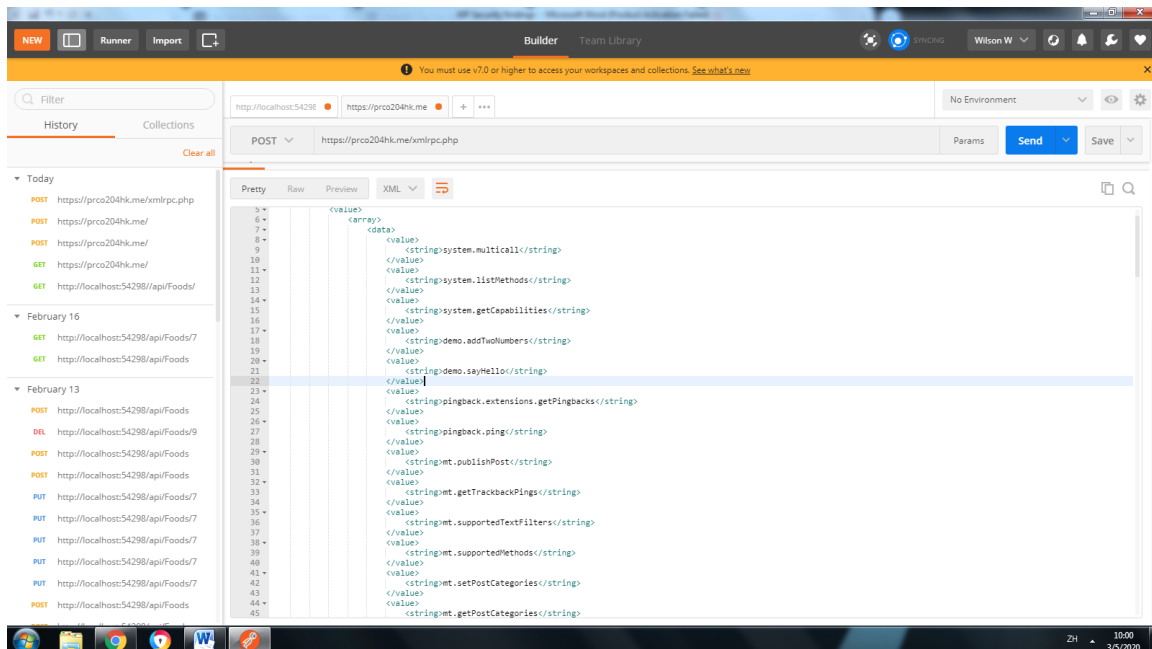 WP Security findings - Microsoft Word (Product Activation Failed)
NEW Runner Import Builder Team Library SYNCING Wilson W
You must use v7.0 or higher to access your workspaces and collections. See what's new
Filter
History Collections
Clear all
Today
POST https://prco204hk.me/xmlrpc.php
POST https://prco204hk.me/
POST https://prco204hk.me/
GET https://prco204hk.me/
GET http://localhost:54298//api/Foods/
February 16
GET http://localhost:54298/api/Foods/7
GET http://localhost:54298/api/Foods
February 13
POST http://localhost:54298/api/Foods
DEL http://localhost:54298/api/Foods/9
POST http://localhost:54298/api/Foods
POST http://localhost:54298/api/Foods
PUT http://localhost:54298/api/Foods/7
PUT http://localhost:54298/api/Foods/7
PUT http://localhost:54298/api/Foods/7
PUT http://localhost:54298/api/Foods/7
PUT http://localhost:54298/api/Foods/7
POST http://localhost:54298/api/Foods
http://localhost:5429 https://prco204hk.me + ••• No Environment
POST https://prco204hk.me/xmlrpc.php Params Send Save
Pretty Raw Preview XML
5 <value>
6 <array>
7 <data>
8 <value>
9 <string>system.multicall</string>
10 </value>
11 <value>
12 <string>system.listMethods</string>
13 </value>
14 <value>
15 <string>system.getCapabilities</string>
16 </value>
17 <value>
18 <string>demo.addTwoNumbers</string>
19 </value>
20 <value>
21 <string>demo.sayHello</string>
22 </value>
23 <value>
24 <string>pingback.extensions.getPingbacks</string>
25 </value>
26 <value>
27 <string>pingback.ping</string>
28 </value>
29 <value>
30 <string>mt.publishPost</string>
31 </value>
32 <value>
33 <string>mt.getTrackbackPings</string>
34 </value>
35 <value>
36 <string>mt.supportedTextFilters</string>
37 </value>
38 <value>
39 <string>mt.supportedMethods</string>
40 </value>
41 <value>
42 <string>mt.setPostCategories</string>
43 </value>
44 <value>
45 <string>mt.getPostCategories</string>
ZH 10:00
3/5/2020